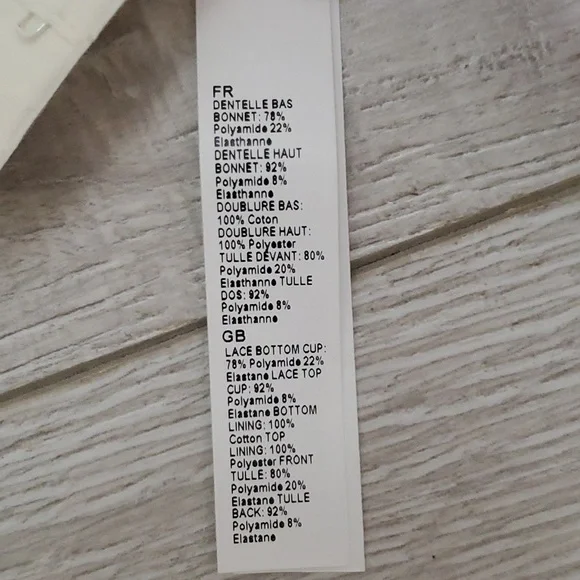 FR
DENTELLE BAS
BONNET: 78%
Polyamide 22%
Elasthanne
DENTELLE HAUT
BONNET: 92%
Polyamide 8%
Elasthanne
DOUBLURE BAS:
100% Coton
DOUBLURE HAUT:
100% Polyester
TULLE DEVANT: 80%
Polyamide 20%
Elasthanne TULLE
DOS: 92%
Polyamide 8%
Elasthanne
GB
LACE BOTTOM CUP:
78% Polyamide 22%
Elastane LACE TOP
CUP: 92%
Polyamide 8%
Elastane BOTTOM
LINING: 100%
Cotton TOP
LINING: 100%
Polyester FRONT
TULLE: 80%
Polyamide 20%
Elastane TULLE
BACK: 92%
Polyamide 8%
Elastane